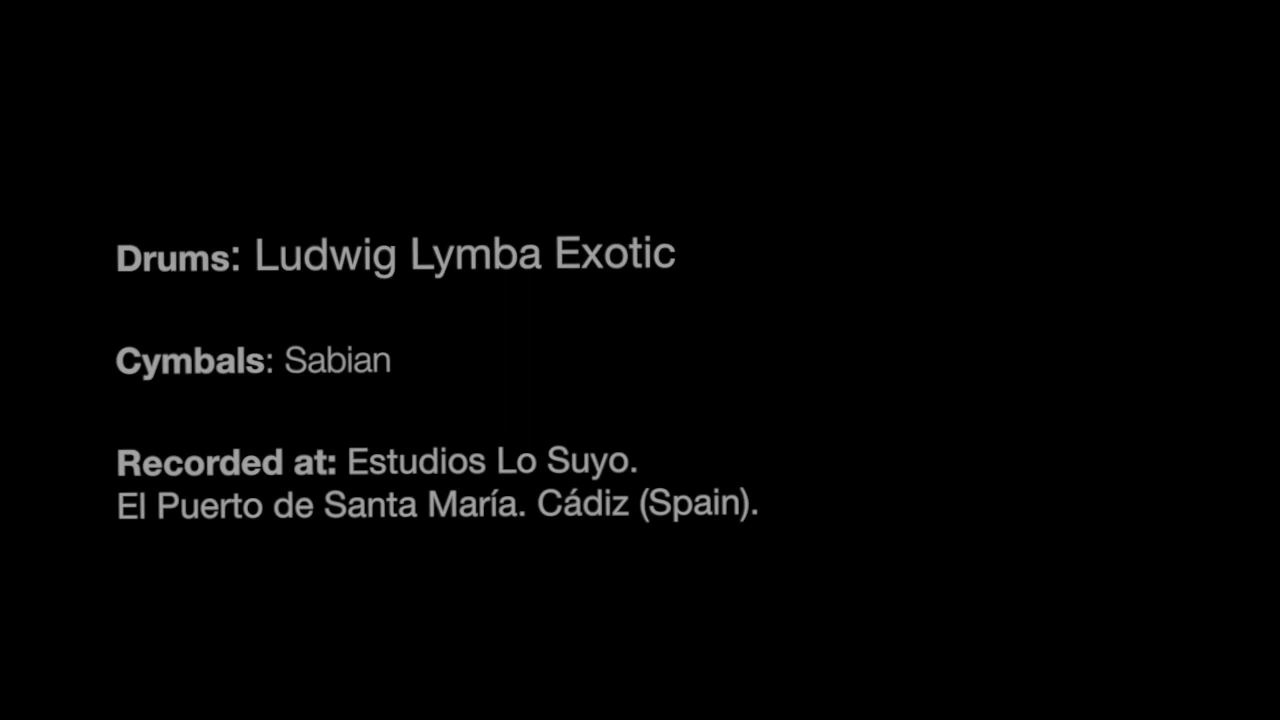 Drums: Ludwig Lymba Exotic
Cymbals: Sabian
Recorded at: Estudios Lo Suyo.
El Puerto de Santa María. Cádiz (Spain).